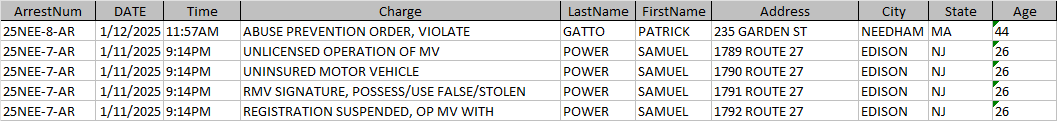 ArrestNum DATE Time Charge LastName FirstName Address City State Age
25NEE-8-AR 1/12/2025 11:57AM ABUSE PREVENTION ORDER, VIOLATE GATTO PATRICK 235 GARDEN ST NEEDHAM MA 44
25NEE-7-AR 1/11/2025 9:14PM UNLICENSED OPERATION OF MV POWER SAMUEL 1789 ROUTE 27 EDISON NJ 26
25NEE-7-AR 1/11/2025 9:14PM UNINSURED MOTOR VEHICLE POWER SAMUEL 1790 ROUTE 27 EDISON NJ 26
25NEE-7-AR 1/11/2025 9:14PM RMV SIGNATURE, POSSESS/USE FALSE/STOLEN POWER SAMUEL 1791 ROUTE 27 EDISON NJ 26
25NEE-7-AR 1/11/2025 9:14PM REGISTRATION SUSPENDED, OP MV WITH POWER SAMUEL 1792 ROUTE 27 EDISON NJ 26